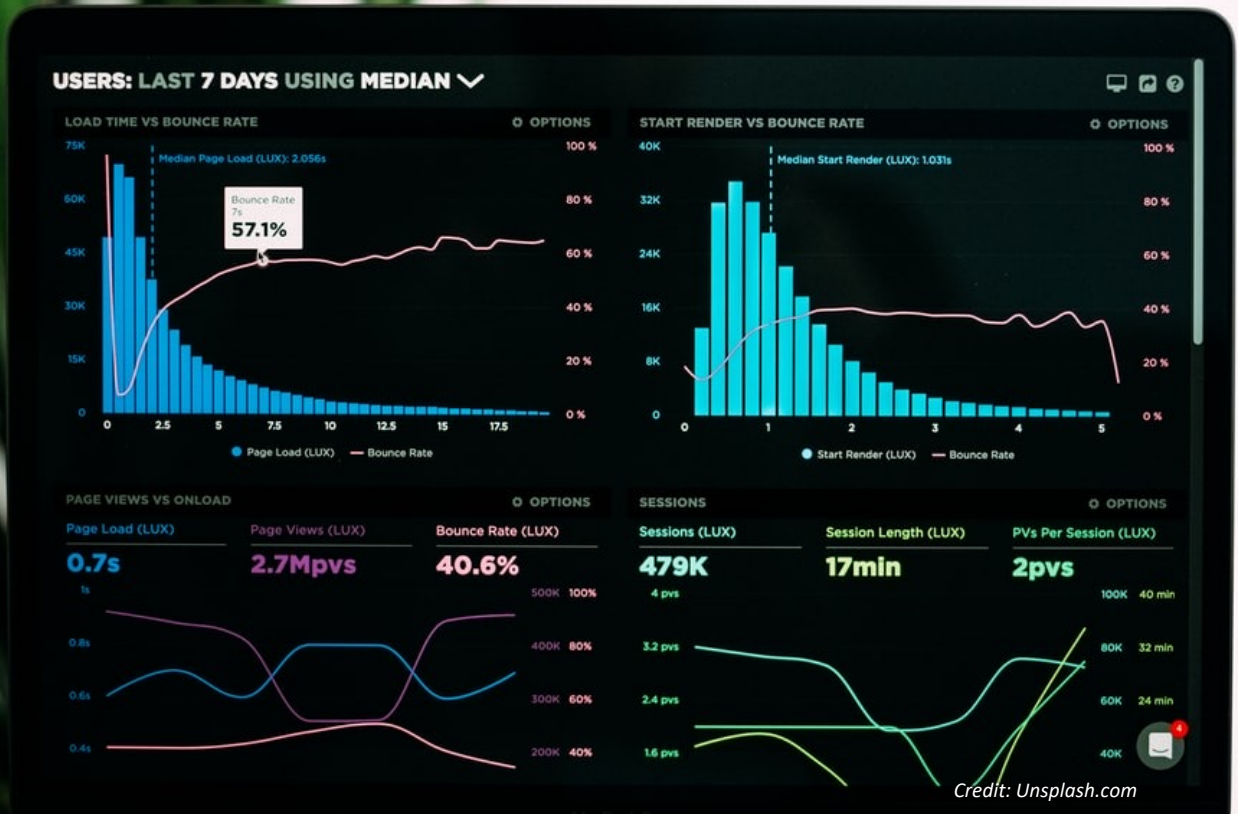 USERS: LAST 7 DAYS USING MEDIAN
LOAD TIME VS BOUNCE RATE
OPTIONS
75K
60K
45K
30K
15K
0
Median Page Load (LUX): 2.056s
Bounce Rate
7s
57.1%
100 %
80 %
60 %
40 %
20 %
0 %
0 2.5 5 7.5 10 12.5 15 17.5
Page Load (LUX) Bounce Rate
START RENDER VS BOUNCE RATE
OPTIONS
40K
32K
24K
16K
8K
0
Median Start Render (LUX): 1.031s
100 %
80 %
60 %
40 %
20 %
0 %
0 1 2 3 4 5
Start Render (LUX) Bounce Rate
PAGE VIEWS VS ONLOAD
OPTIONS
Page Load (LUX) Page Views (LUX) Bounce Rate (LUX)
0.7s 2.7Mpvs 40.6%
1s
0.8s
0.6s
0.4s
500K 100%
400K 80%
300K 60%
200K 40%
SESSIONS
OPTIONS
Sessions (LUX) Session Length (LUX) PVs Per Session (LUX)
479K 17min 2pvs
4 pvs
3.2 pvs
2.4 pvs
1.6 pvs
100K 40 min
80K 32 min
60K 24 min
40K
4
Credit: Unsplash.com